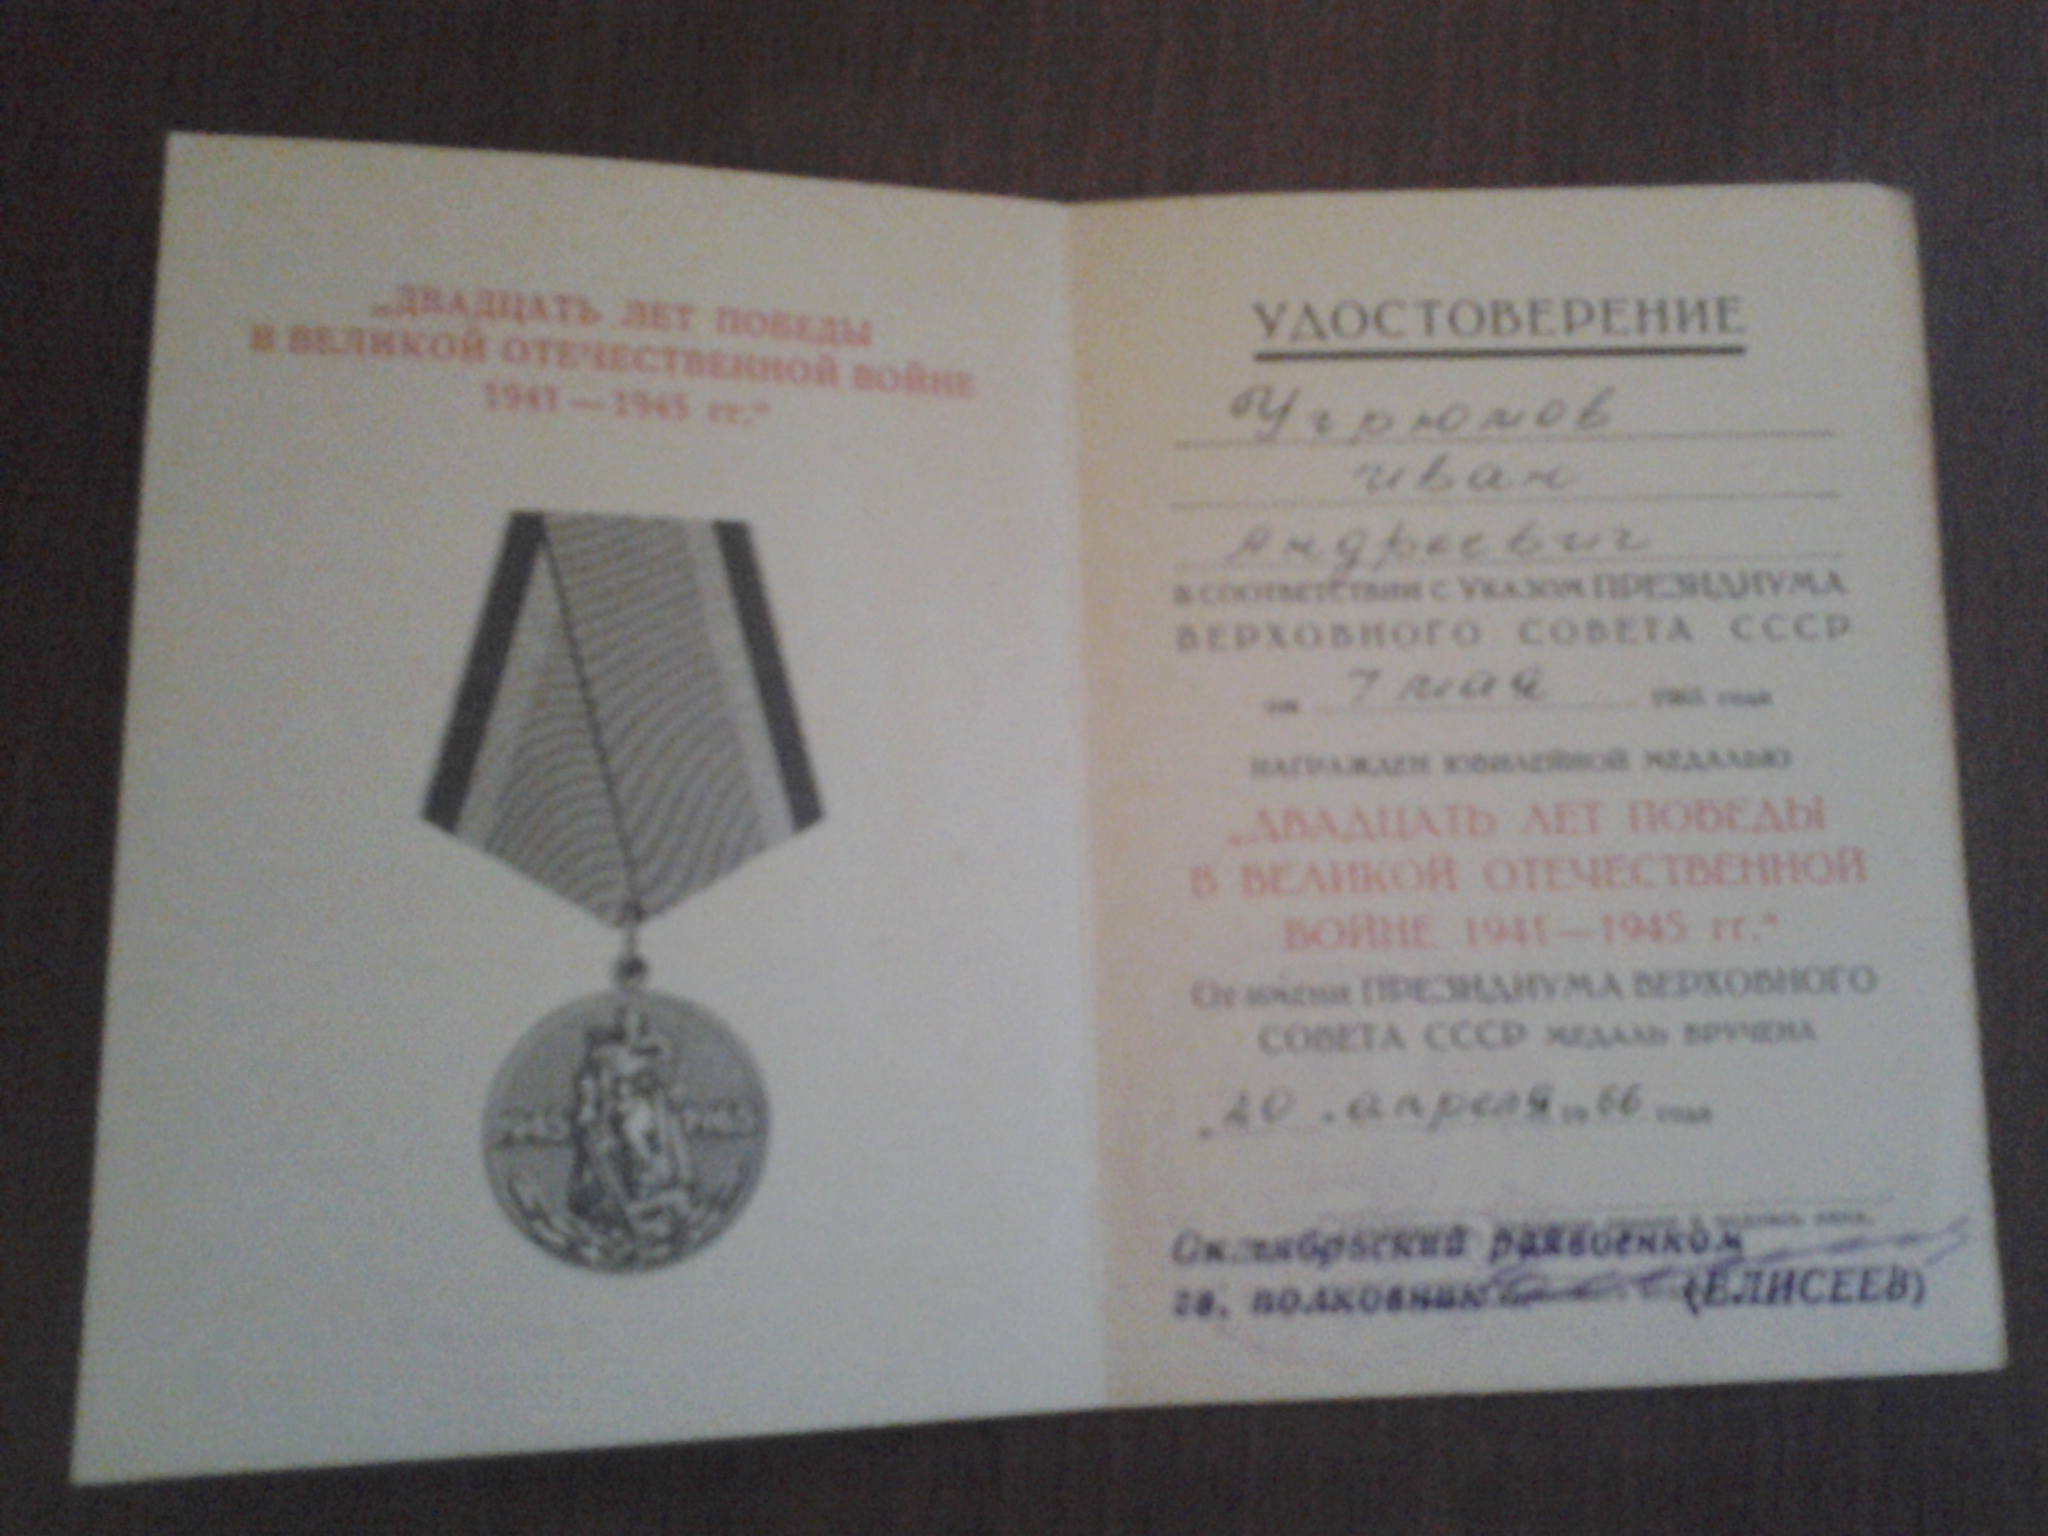 „ДВАДЦАТЬ ЛЕТ ПОБЕДЫ
В ВЕЛИКОЙ ОТЕЧЕСТВЕННОЙ ВОЙНЕ
1941—1945 гг.“
1945 1965
УДОСТОВЕРЕНИЕ
Угрюмов
Иван
Андреевич
В СООТВЕТСТВИИ С УКАЗОМ ПРЕЗИДИУМА
ВЕРХОВНОГО СОВЕТА СССР
от 7 мая 1965 года
НАГРАЖДЕН ЮБИЛЕЙНОЙ МЕДАЛЬЮ
„ДВАДЦАТЬ ЛЕТ ПОБЕДЫ
В ВЕЛИКОЙ ОТЕЧЕСТВЕННОЙ
ВОЙНЕ 1941—1945 гг.“
От имени ПРЕЗИДИУМА ВЕРХОВНОГО
СОВЕТА СССР МЕДАЛЬ ВРУЧЕНА
„20 апреля 1966 года
Октябрьский райвоенком
гв. полковник (ЕЛИСЕЕВ)